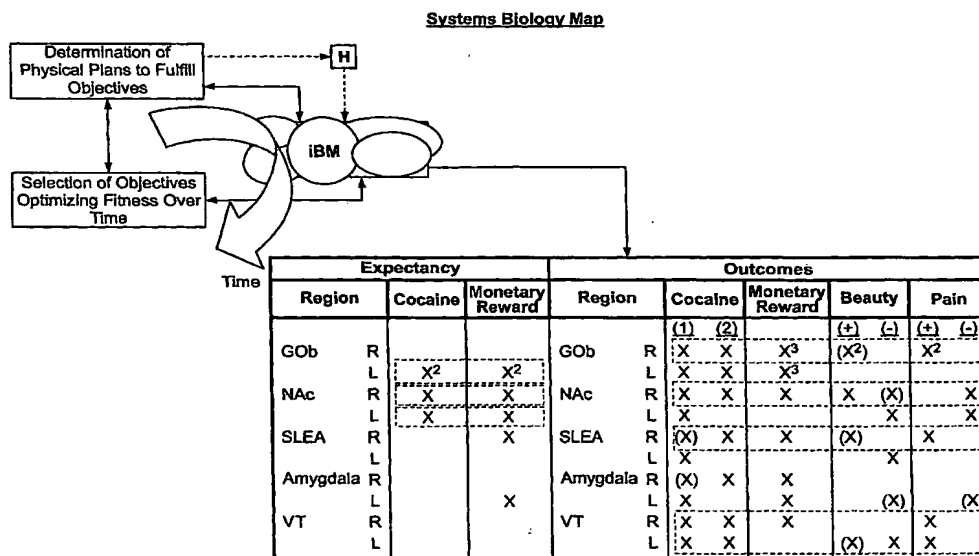 Systems Biology Map
Determination of
Physical Plans to Fulfill
Objectives
H
iBM
Selection of Objectives
Optimizing Fitness Over
Time
Time
Expectancy Outcomes
Region Cocaine Monetary Reward Region Cocaine Monetary Reward Beauty Pain
(1) (2) (+) (-) (+) (-)
GOb R GOb R X X X³ (X²) X²
L X² X² L X X X³
NAc R X X NAc R X X X X (X) X
L X X L X X X
SLEA R X SLEA R (X) X X (X) X
L L X X
Amygdala R Amygdala R (X) X X
L X L X X (X) (X)
VT R VT R X X X X
L L X X (X) X X